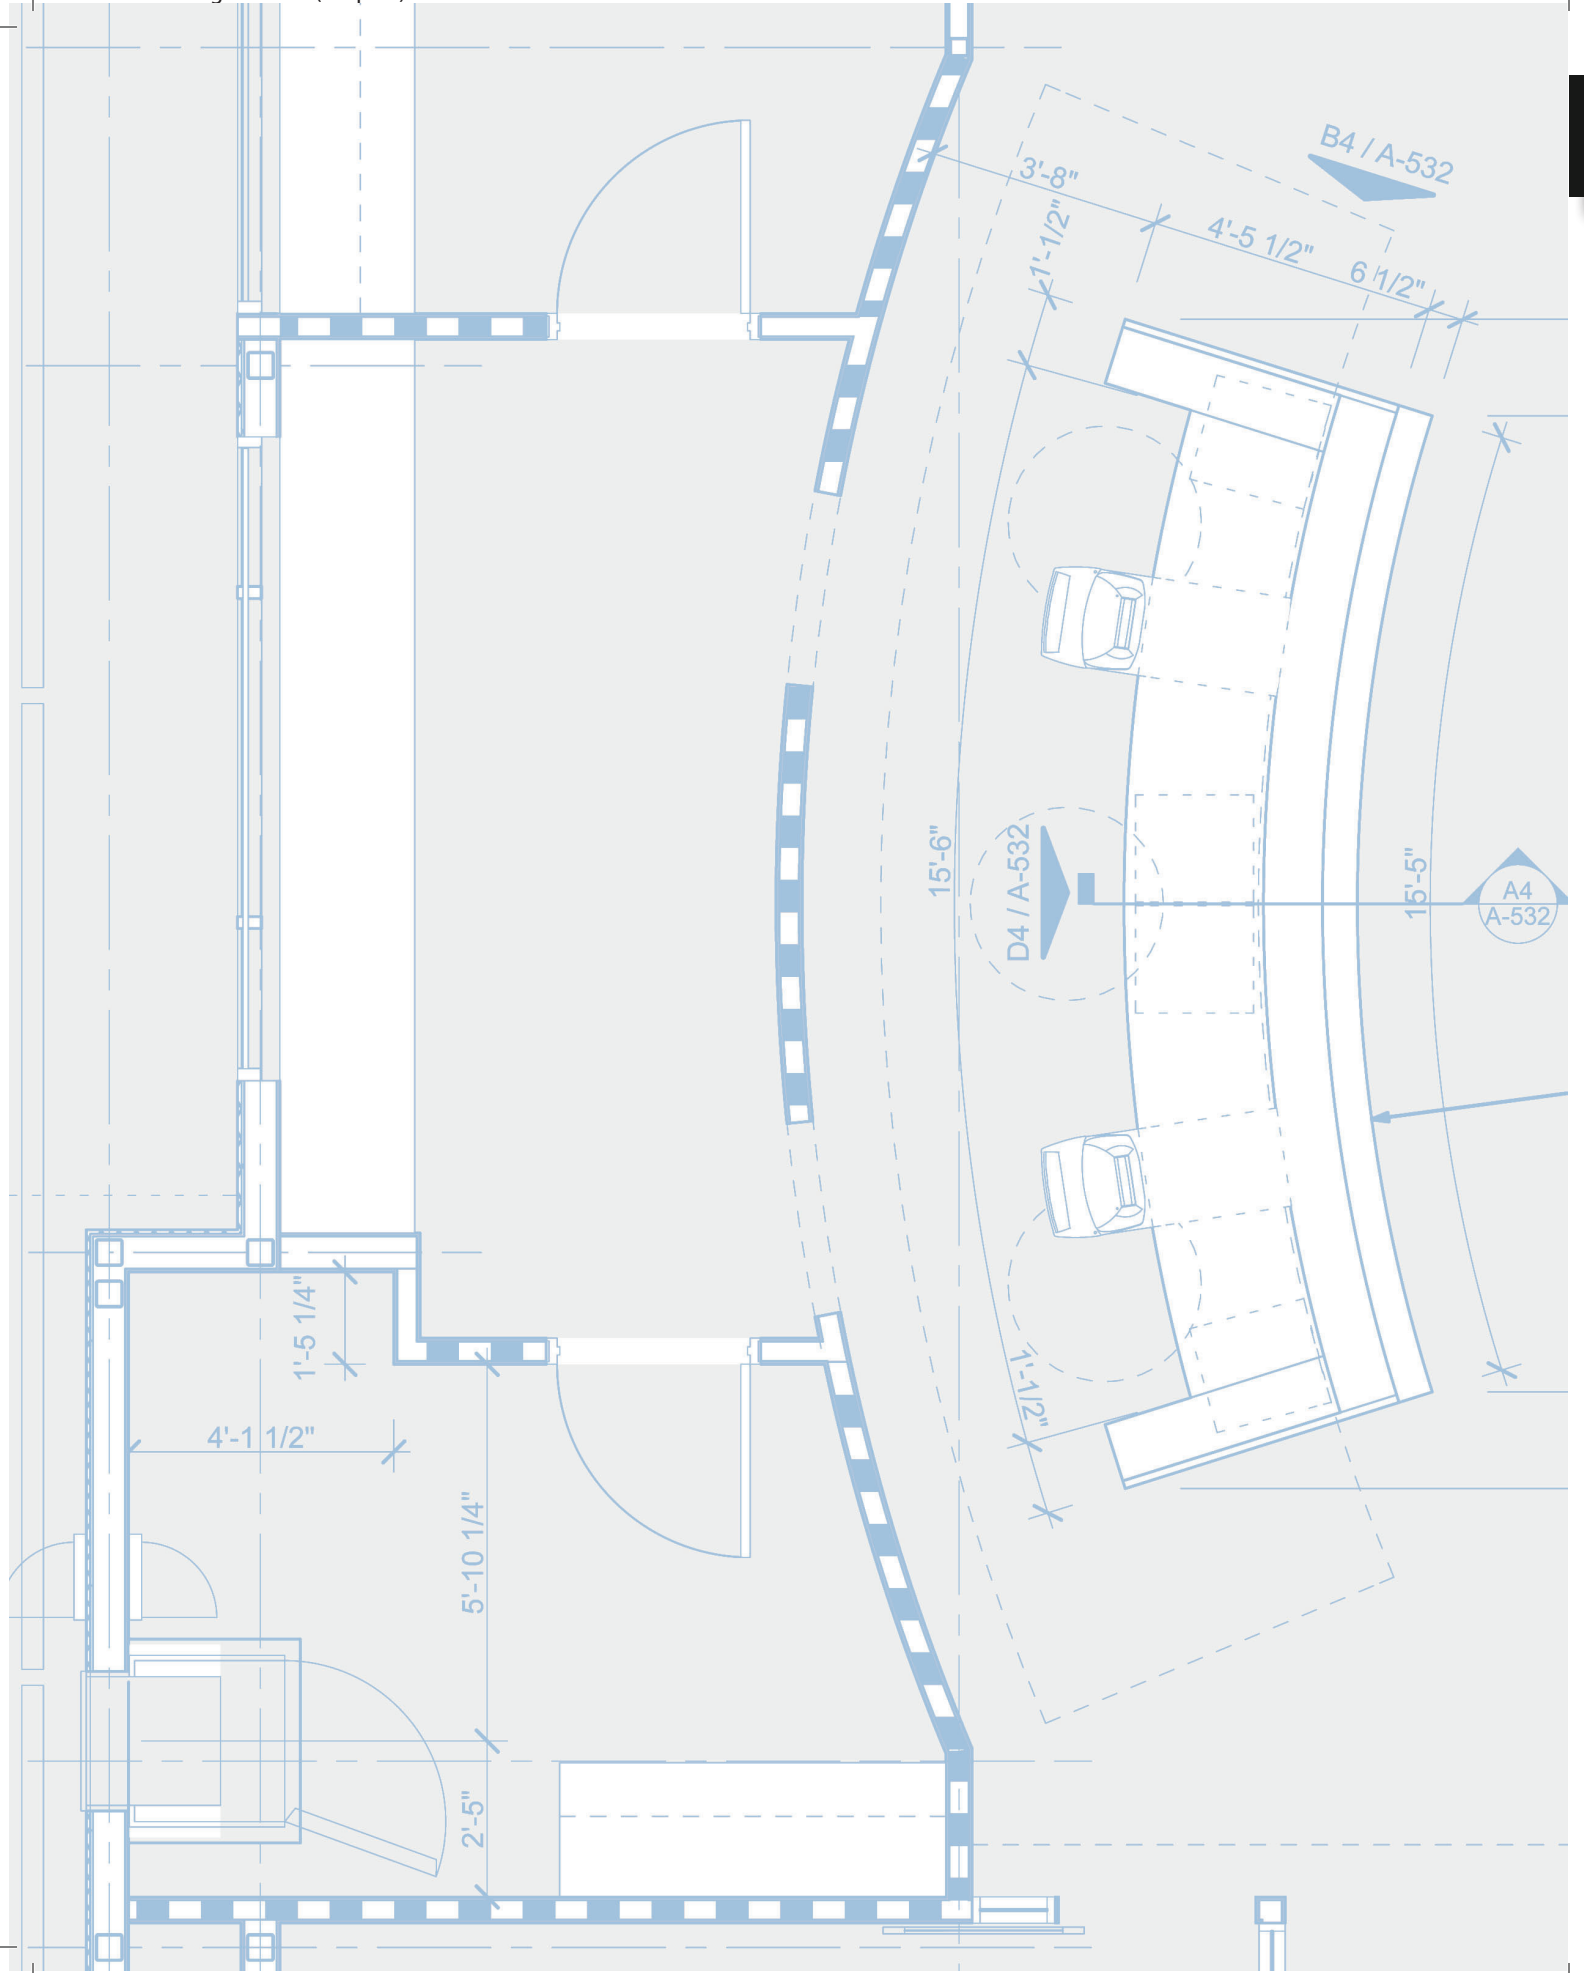 B4 / A-532
3'-8"
4'-5 1/2"
1'-1/2"
6 1/2"
15'-6"
D4 / A-532
15'-5"
A4
A-532
1'-5 1/4"
1'-1/2"
4'-1 1/2"
5'-10 1/4"
2'-5"